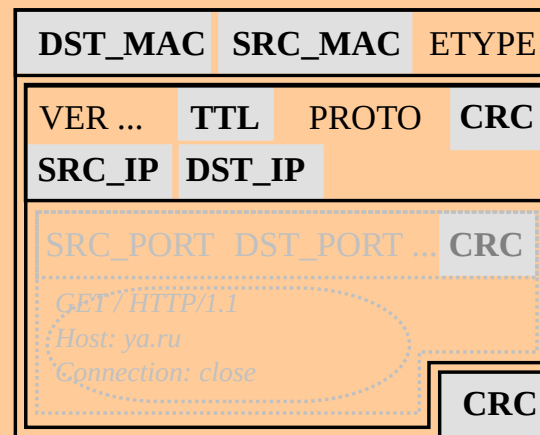 DST_MAC SRC_MAC ETYPE
VER ... TTL PROTO CRC
SRC_IP DST_IP
SRC_PORT DST_PORT ... CRC
GET / HTTP/1.1
Host: ya.ru
Connection: close
CRC